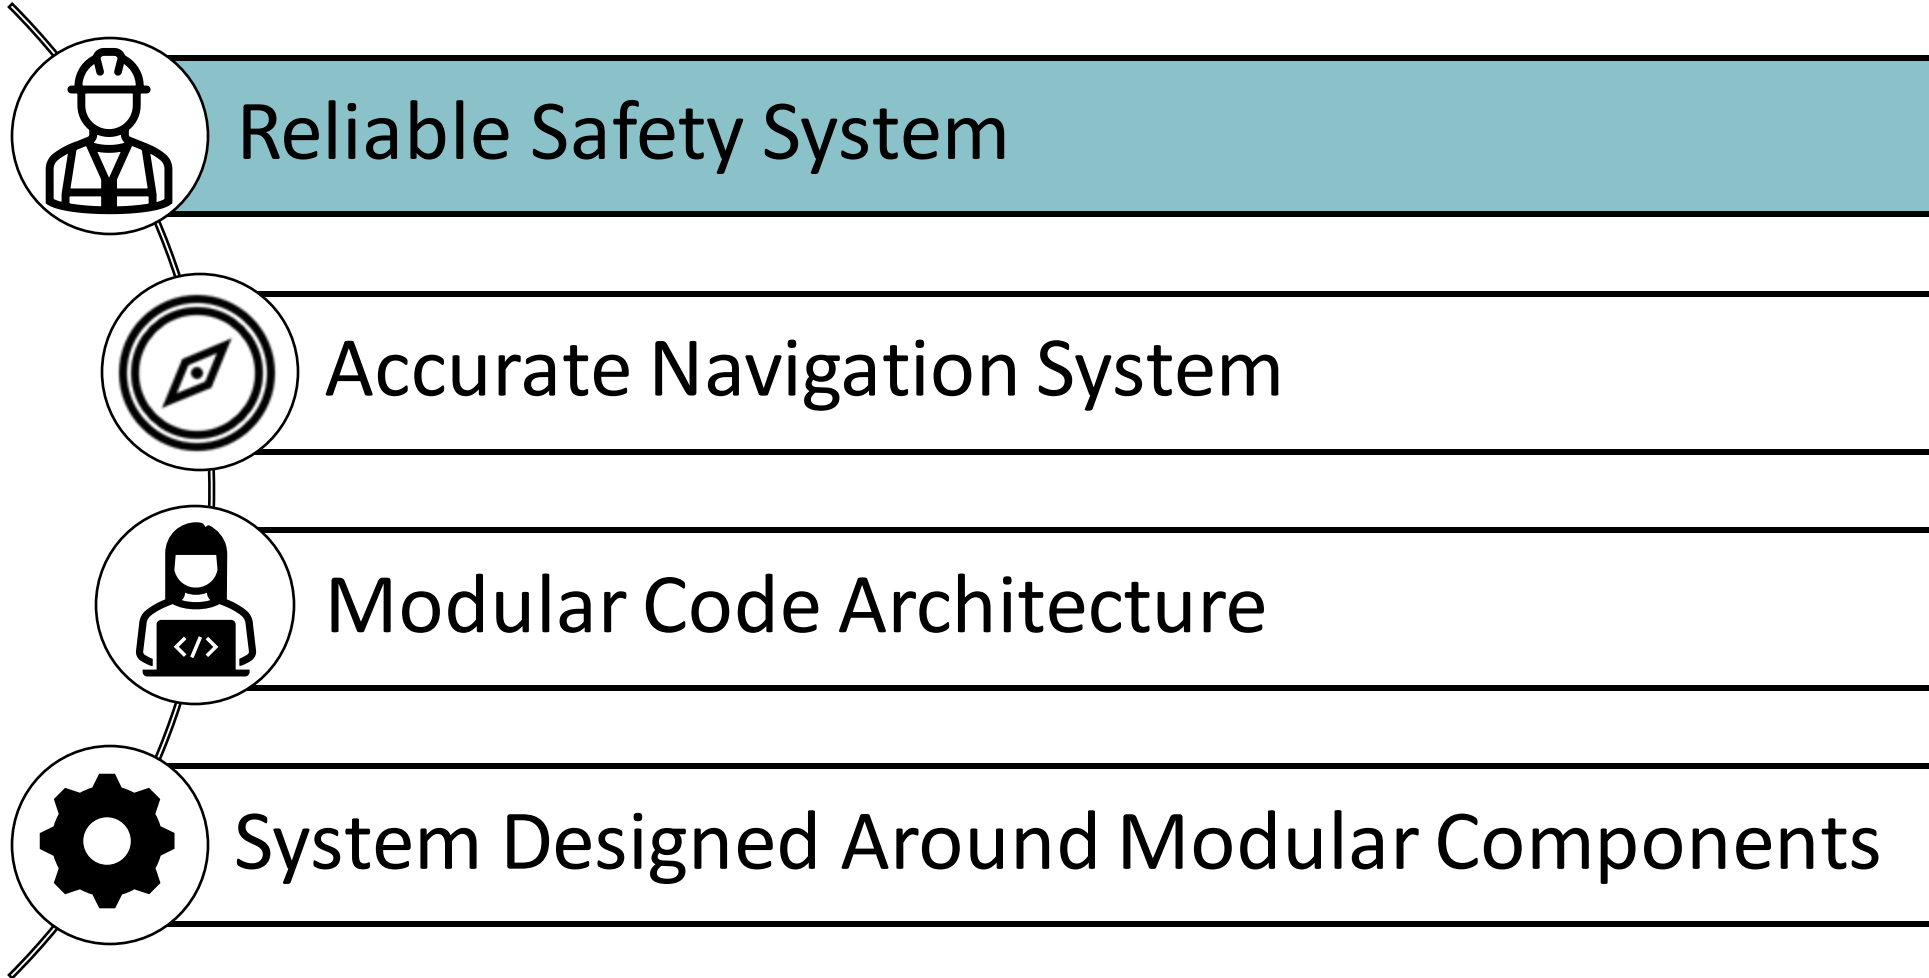 Reliable Safety System
Accurate Navigation System
Modular Code Architecture
</>
System Designed Around Modular Components